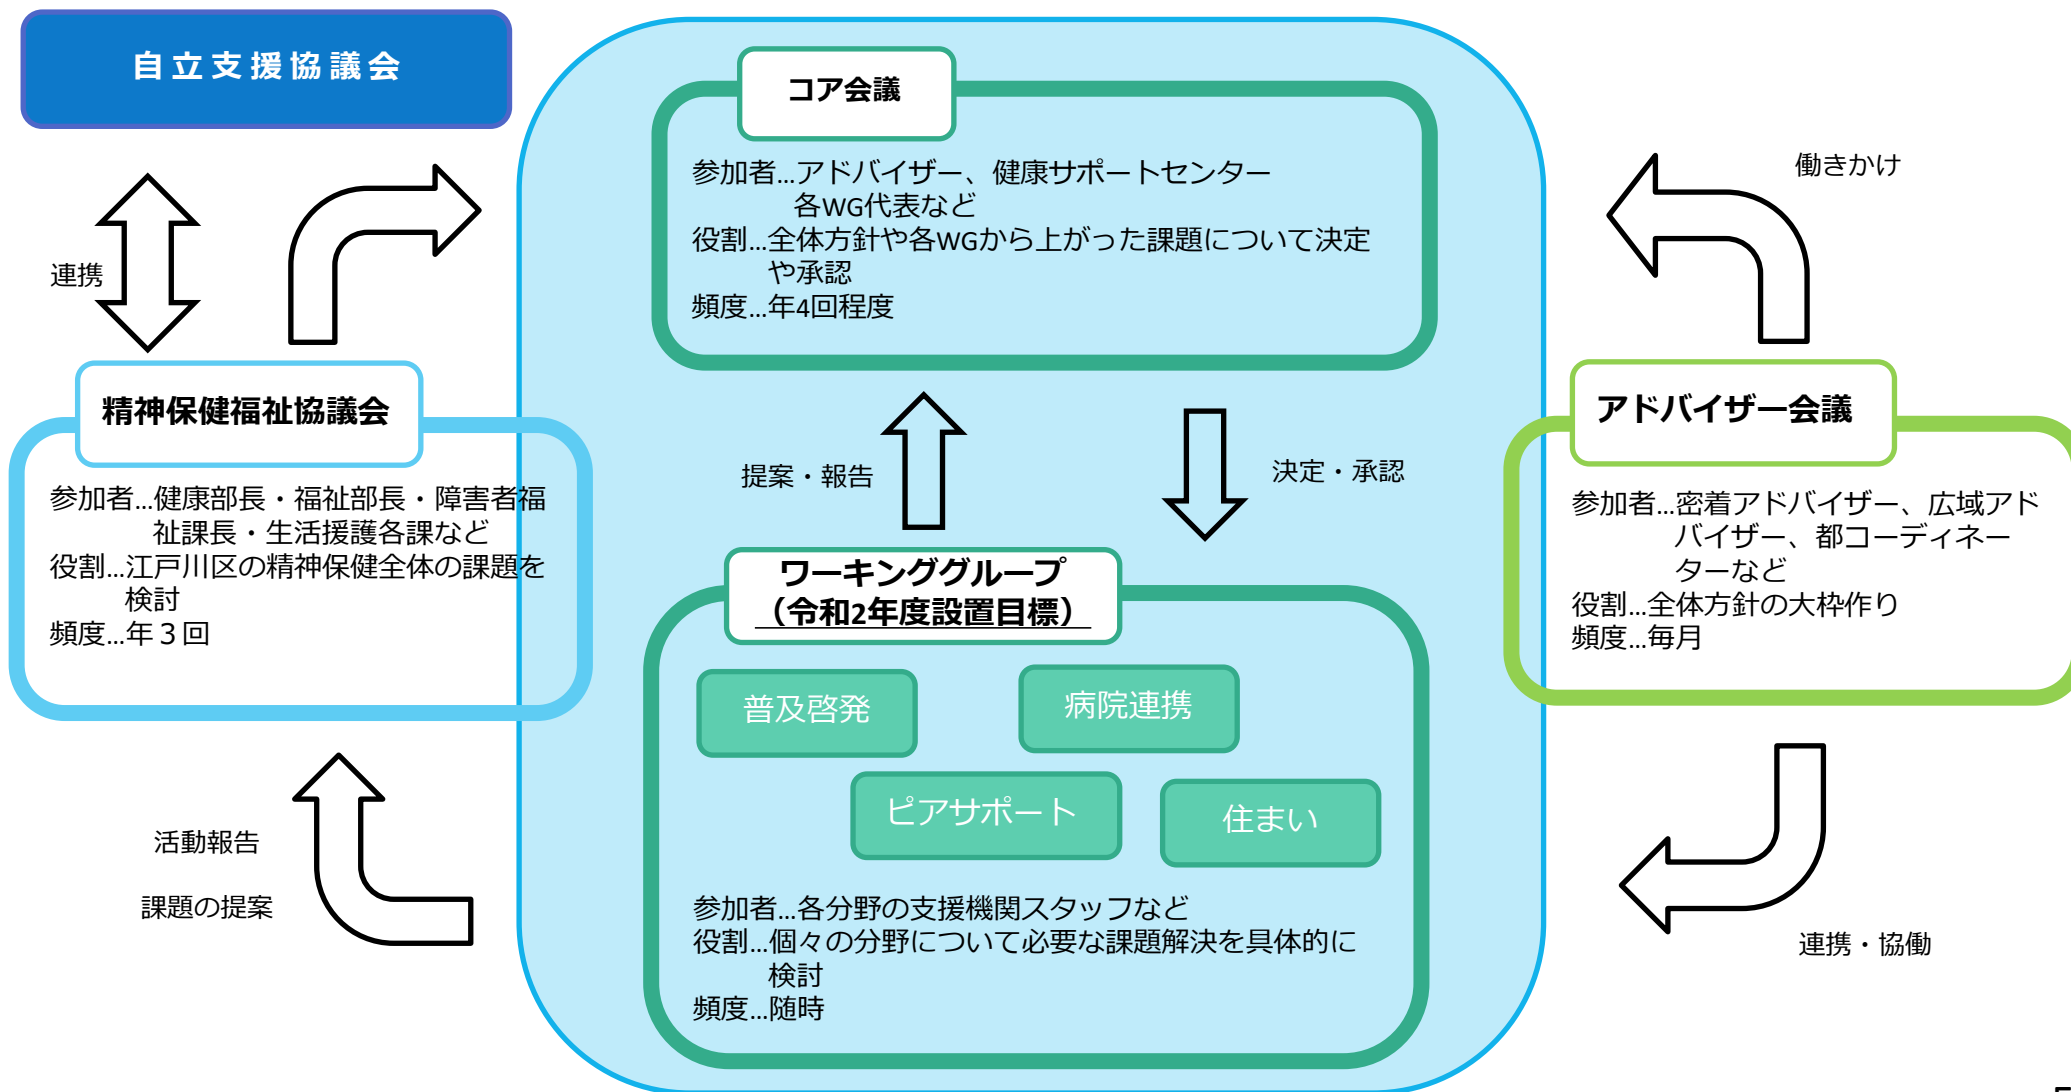 自立支援協議会
連携
精神保健福祉協議会
参加者…健康部長・福祉部長・障害者福
祉課長・生活援護各課など
役割…江戸川区の精神保健全体の課題を
検討
頻度…年３回
活動報告
課題の提案
コア会議
参加者…アドバイザー、健康サポートセンター
各WG代表など
役割…全体方針や各WGから上がった課題について決定
や承認
頻度…年4回程度
提案・報告
決定・承認
ワーキンググループ
（令和2年度設置目標）
普及啓発
病院連携
ピアサポート
住まい
参加者…各分野の支援機関スタッフなど
役割…個々の分野について必要な課題解決を具体的に
検討
頻度…随時
働きかけ
アドバイザー会議
参加者…密着アドバイザー、広域アド
バイザー、都コーディネー
ターなど
役割…全体方針の大枠作り
頻度…毎月
連携・協働